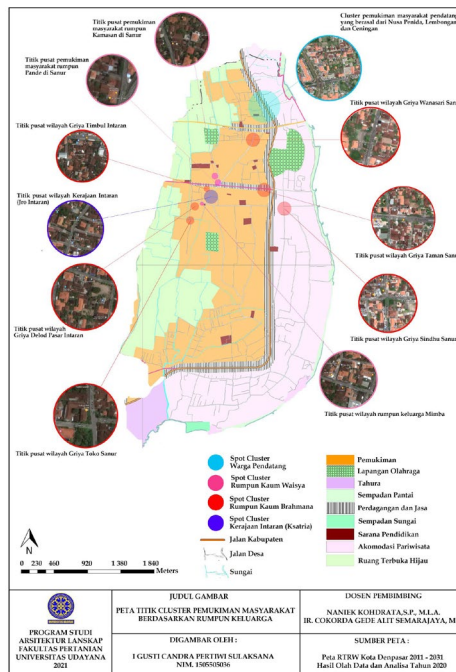 Titik pusat pemukiman
masyarakat rumpun
Kamasan di Sanur
Cluster pemukiman masyarakat pendatang
yang berasal dari Nusa Penida, Lembongan
dan Ceningan
Titik pusat pemukiman
masyarakat rumpun
Pande di Sanur
Titik pusat wilayah Griya Wanasari San
Titik pusat wilayah Griya Timbul Intaran
Titik pusat wilayah Kerajaan Intaran
(Jro Intaran)
Titik pusat wilayah Griya Taman Sanu
Titik pusat wilayah
Griya Delod Pasar Intaran
Titik pusat wilayah Griya Sindhu Sanu
Titik pusat wilayah rumpun keluarga Mimba
Titik pusat wilayah Griya Toko Sanur
Spot Cluster
Warga Pendatang
Spot Cluster
Rumpun Kaum Waisya
Spot Cluster
Rumpun Kaum Brahmana
Spot Cluster
Kerajaan Intaran (Ksatria)
Jalan Kabupaten
Jalan Desa
Sungai
Pemukiman
Lapangan Olahraga
Tahura
Sempadan Pantai
Perdagangan dan Jasa
Sempadan Sungai
Sarana Pendidikan
Akomodasi Pariwisata
Ruang Terbuka Hijau
N
0 230 460 920 1 380 1 840
Meters
PROGRAM STUDI
ARSITEKTUR LANSKAP
FAKULTAS PERTANIAN
UNIVERSITAS UDAYANA
2021
JUDUL GAMBAR
PETA TITIK CLUSTER PEMUKIMAN MASYARAKAT
BERDASARKAN RUMPUN KELUARGA
DIGAMBAR OLEH :
I GUSTI CANDRA PERTIWI SULAKSANA
NIM. 1505505036
DOSEN PEMBIMBING
NANIEK KOHDRATA,S.P., M.L.A.
IR. COKORDA GEDE ALIT SEMARAJAYA, M
SUMBER PETA :
Peta RTRW Kota Denpasar 2011 - 2031
Hasil Olah Data dan Analisa Tahun 2020